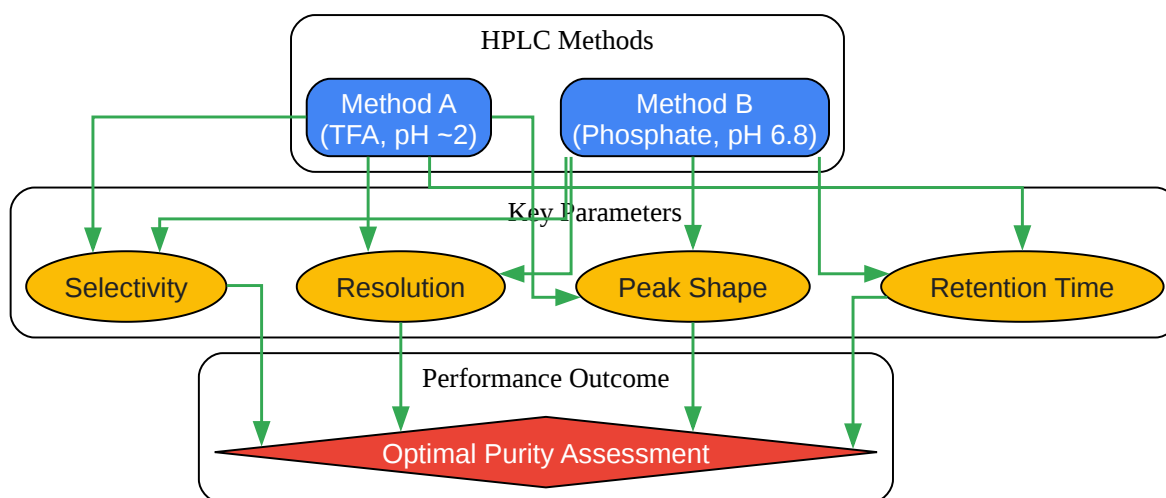 HPLC Methods
Method A
(TFA, pH ~2)
Method B
(Phosphate, pH 6.8)
Key Parameters
Selectivity
Resolution
Peak Shape
Retention Time
Performance Outcome
Optimal Purity Assessment